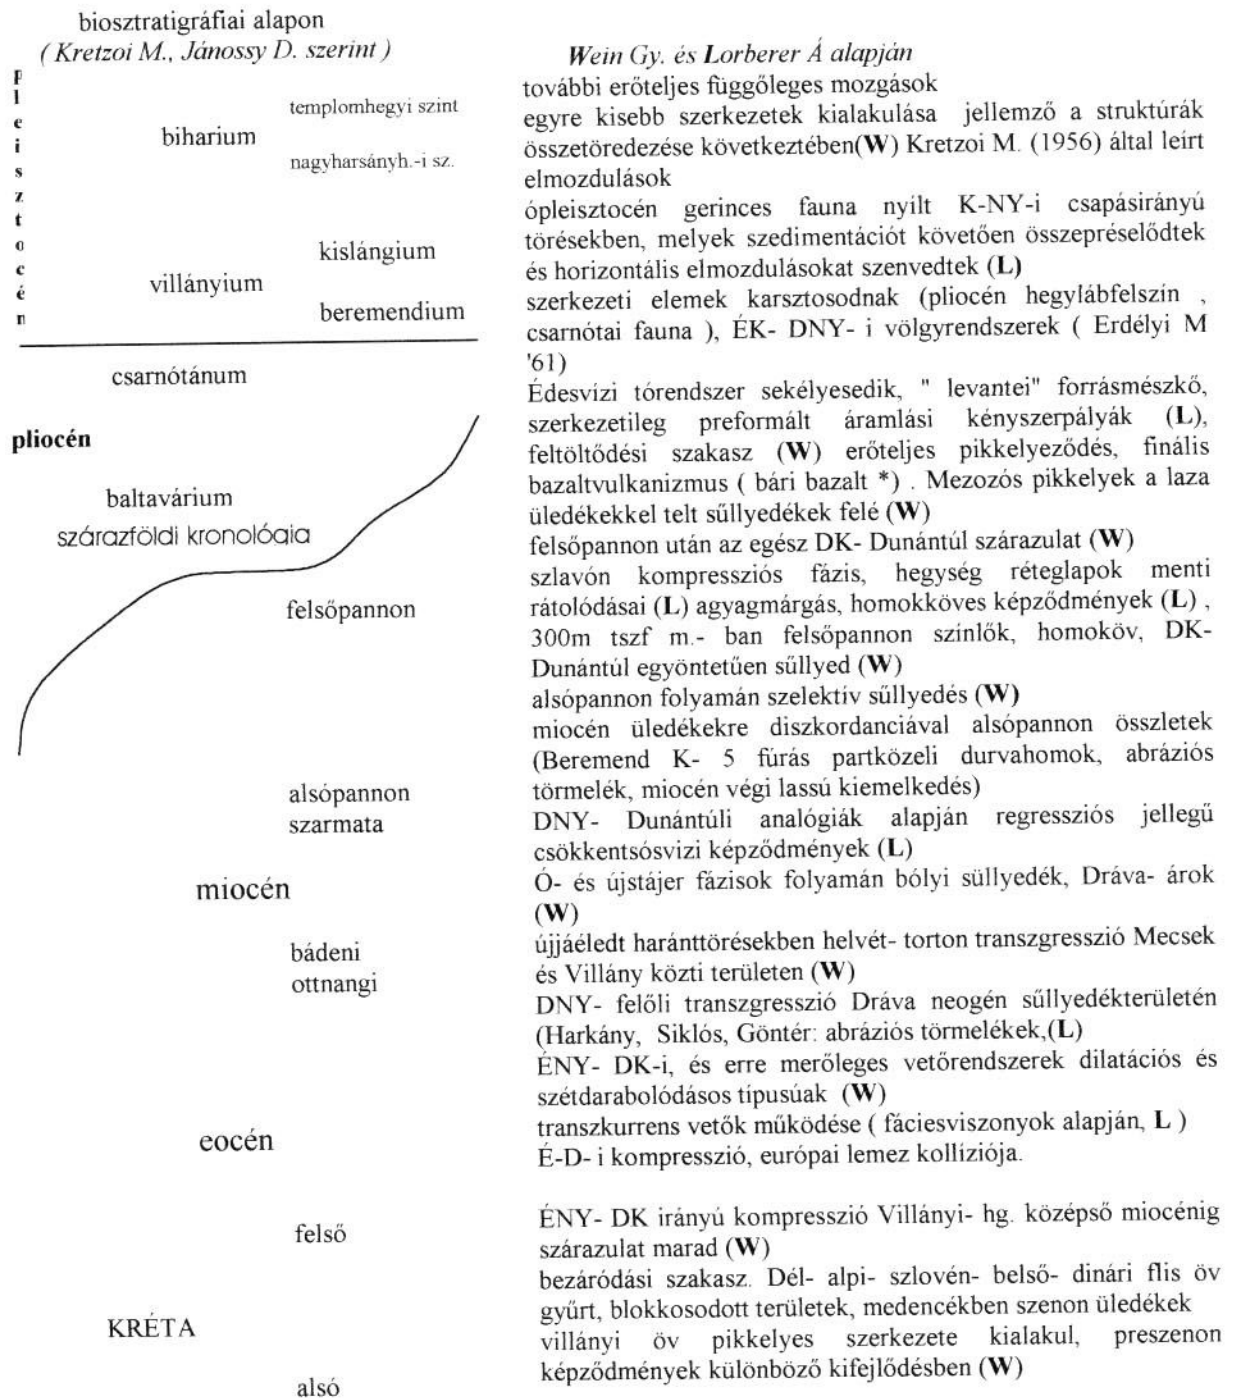 biosztratigráfiai alapon
( Kretzoi M., Jánossy D. szerint )
pleisztocén
templomhegyi szint
biharium
nagyharsányh.-i sz.
kislángium
villányium
beremendium
csarnótánum
pliocén
baltavárium
szárazföldi kronológia
felsőpannon
alsópannon
szarmata
miocén
bádeni
ottnangi
eocén
felső
KRÉTA
alsó
Wein Gy. és Lorberer Á alapján
további erőteljes függőleges mozgások
egyre kisebb szerkezetek kialakulása jellemző a struktúrák
összetöredezése következtében(W) Kretzoi M. (1956) által leírt
elmozdulások
ópleisztocén gerinces fauna nyílt K-NY-i csapásirányú
törésekben, melyek szedimentációt követően összepréselődtek
és horizontális elmozdulásokat szenvedtek (L)
szerkezeti elemek karsztosodnak (pliocén hegylábfelszín ,
csarnótai fauna ), ÉK- DNY- i völgyrendszerek ( Erdélyi M
'61)
Édesvízi tórendszer sekélyesedik, " levantei" forrásmészkő,
szerkezetileg preformált áramlási kényszerpályák (L),
feltöltődési szakasz (W) erőteljes pikkelyeződés, finális
bazaltvulkanizmus ( bári bazalt *) . Mezozós pikkelyek a laza
üledékekkel telt sűllyedékek felé (W)
felsőpannon után az egész DK- Dunántúl szárazulat (W)
szlavón kompressziós fázis, hegység réteglapok menti
rátolódásai (L) agyagmárgás, homokköves képződmények (L) ,
300m tszf m.- ban felsőpannon színlők, homoköv, DK-
Dunántúl egyöntetűen sűllyed (W)
alsópannon folyamán szelektív sűllyedés (W)
miocén üledékekre diszkordanciával alsópannon összletek
(Beremend K- 5 fúrás partközeli durvahomok, abráziós
törmelék, miocén végi lassú kiemelkedés)
DNY- Dunántúli analógiák alapján regressziós jellegű
csökkentsósvizi képződmények (L)
Ó- és újstájer fázisok folyamán bólyi süllyedék, Dráva- árok
(W)
újjáéledt haránttörésekben helvét- torton transzgresszió Mecsek
és Villány közti területen (W)
DNY- felőli transzgresszió Dráva neogén sűllyedékterületén
(Harkány, Siklós, Göntér: abráziós törmelékek,(L)
ÉNY- DK-i, és erre merőleges vetőrendszerek dilatációs és
szétdarabolódásos típusúak (W)
transzkurrens vetők működése ( fáciesviszonyok alapján, L )
É-D- i kompresszió, európai lemez kollíziója.
ÉNY- DK irányú kompresszió Villányi- hg. középső miocénig
szárazulat marad (W)
bezáródási szakasz. Dél- alpi- szlovén- belső- dinári flis öv
gyűrt, blokkosodott területek, medencékben szenon üledékek
villányi öv pikkelyes szerkezete kialakul, preszenon
képződmények különböző kifejlődésben (W)